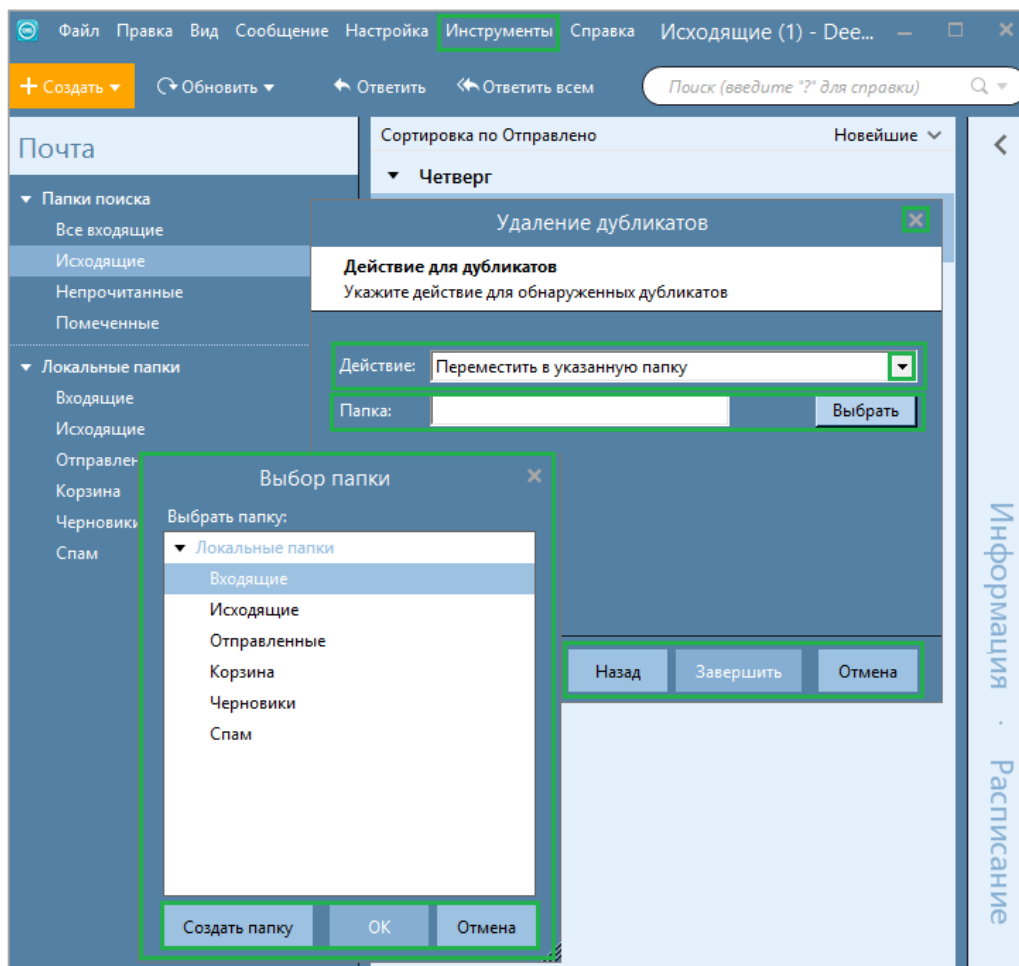 Файл Правка Вид Сообщение Настройка Инструменты Справка Исходящие (1) - Dee...
Создать Обновить Ответить Ответить всем Поиск (введите "?" для справки)
Почта
Сортировка по Отправлено Новейшие
Четверг
Папки поиска
Все входящие
Исходящие
Непрочитанные
Помеченные
Локальные папки
Входящие
Исходящие
Отправлен
Корзина
Черновики
Спам
Удаление дубликатов
Действие для дубликатов
Укажите действие для обнаруженных дубликатов
Действие: Переместить в указанную папку
Папка: Выбрать
Назад Завершить Отмена
Выбор папки
Выбрать папку:
Локальные папки
Входящие
Исходящие
Отправленные
Корзина
Черновики
Спам
Создать папку OK Отмена
Информация · Расписание